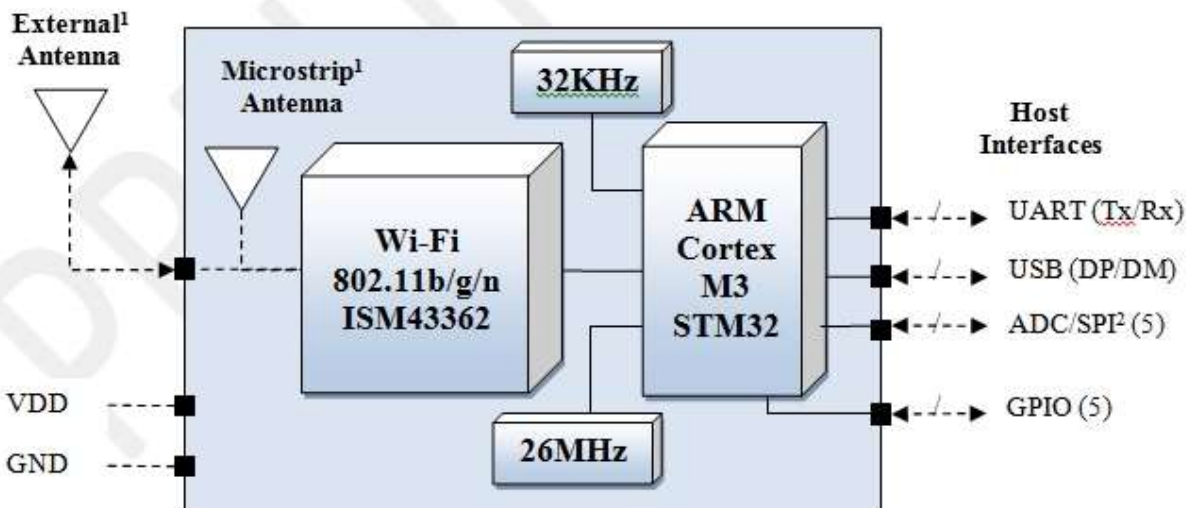 External¹
Antenna
Microstrip¹
Antenna
32KHz
Host
Interfaces
Wi-Fi
802.11b/g/n
ISM43362
ARM
Cortex
M3
STM32
UART (Tx/Rx)
USB (DP/DM)
ADC/SPI² (5)
GPIO (5)
VDD
GND
26MHz